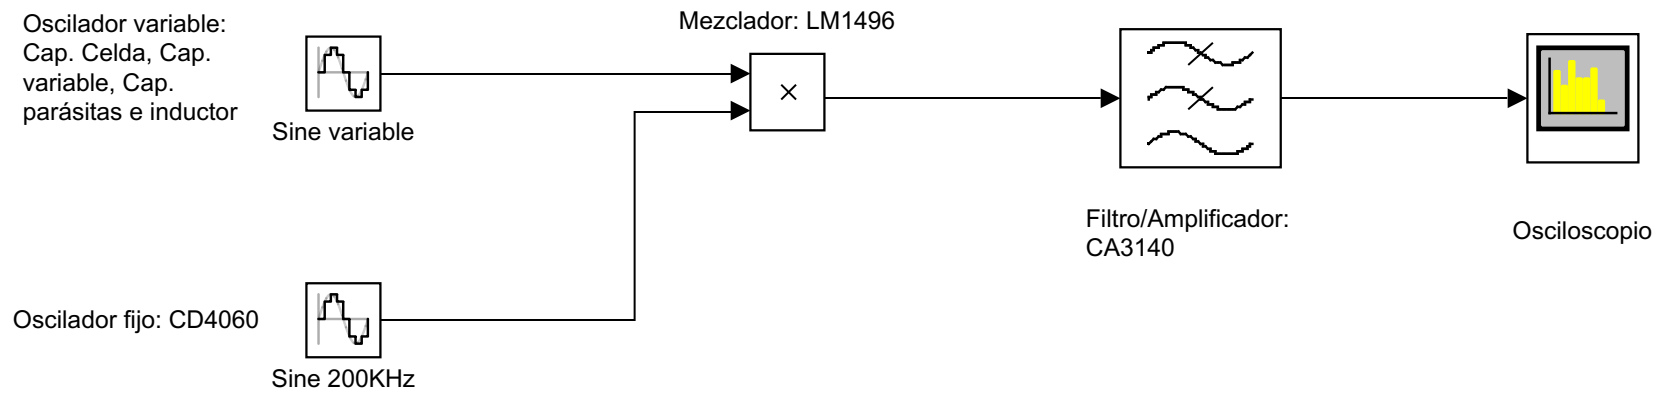 Oscilador variable:
Cap. Celda, Cap.
variable, Cap.
parásitas e inductor
Sine variable
Mezclador: LM1496
×
Filtro/Amplificador:
CA3140
Osciloscopio
Oscilador fijo: CD4060
Sine 200KHz